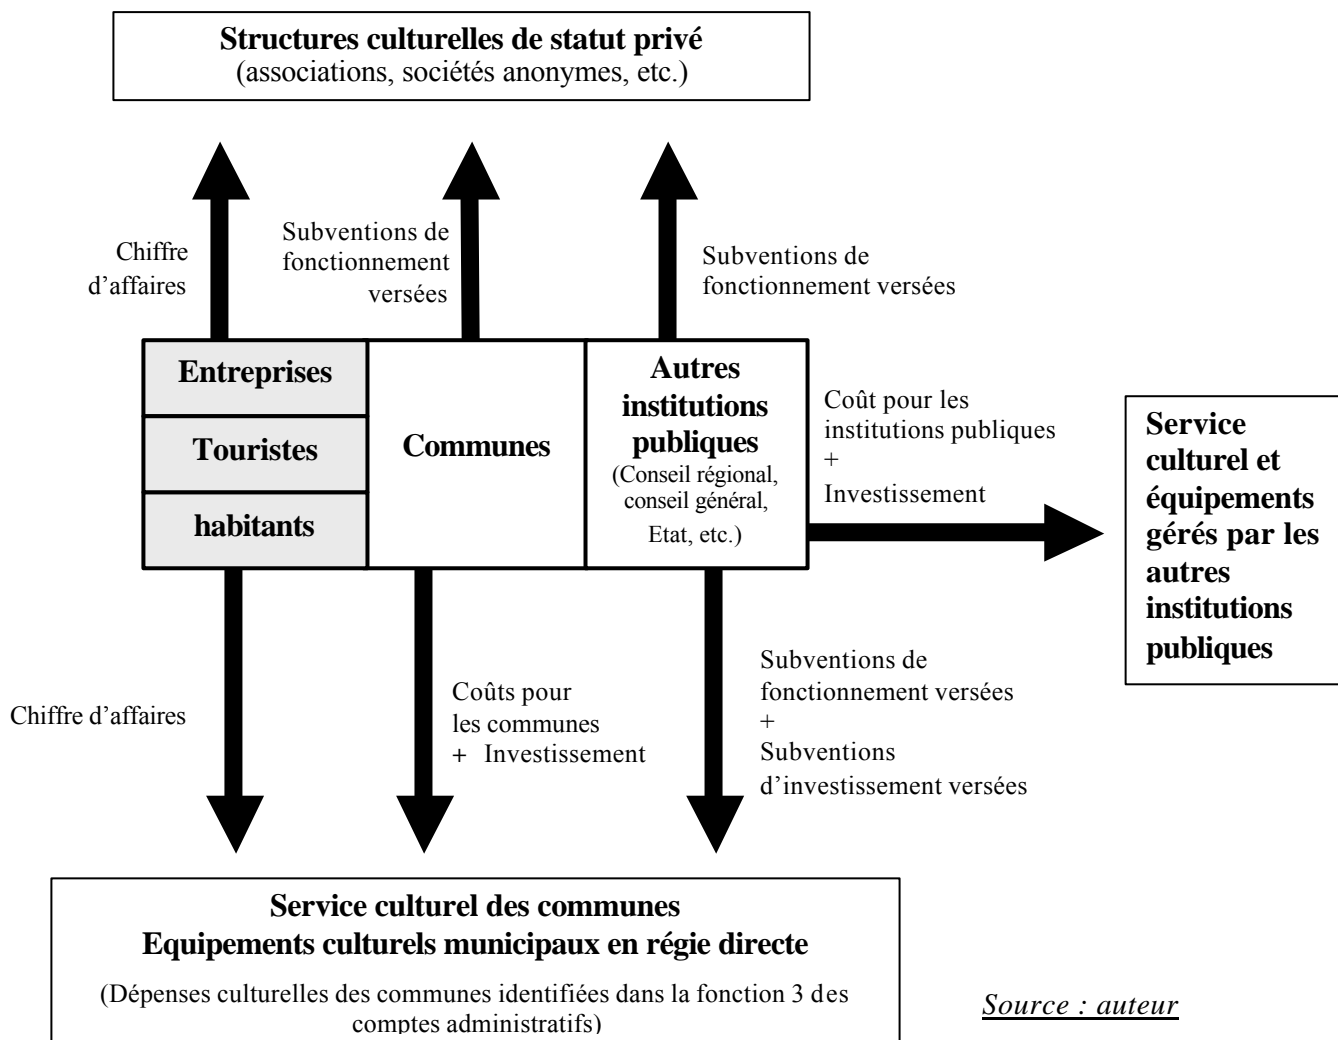 Structures culturelles de statut privé
(associations, sociétés anonymes, etc.)
Chiffre
d’affaires
Subventions de
fonctionnement
versées
Subventions de
fonctionnement versées
Entreprises
Touristes
habitants
Communes
Autres
institutions
publiques
(Conseil régional,
conseil général,
Etat, etc.)
Coût pour les
institutions publiques
+
Investissement
Service
culturel et
équipements
gérés par les
autres
institutions
publiques
Chiffre d’affaires
Coûts pour
les communes
+ Investissement
Subventions de
fonctionnement versées
+
Subventions
d’investissement versées
Service culturel des communes
Equipements culturels municipaux en régie directe
(Dépenses culturelles des communes identifiées dans la fonction 3 des
comptes administratifs)
Source : auteur